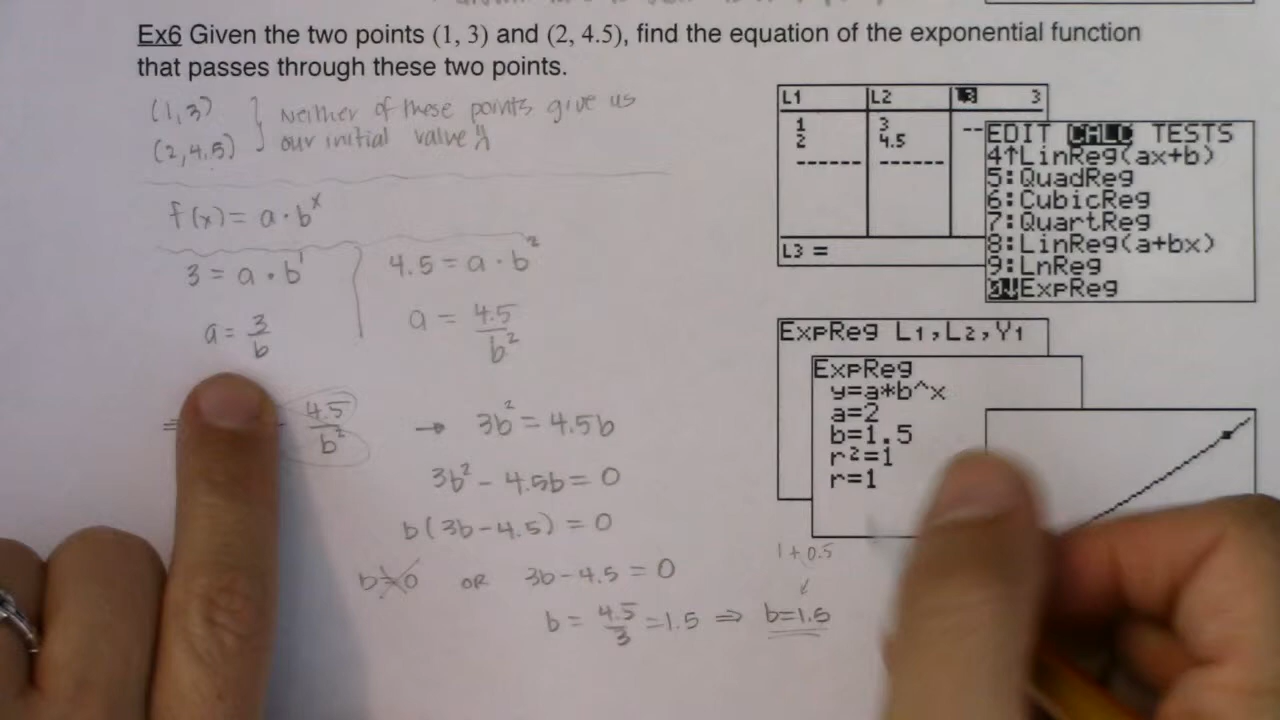 Ex6 Given the two points (1, 3) and (2, 4.5), find the equation of the exponential function
that passes through these two points.
(1,3) } Neither of these points give us
(2,4.5) our initial value
f(x) = a · b^x
3 = a · b^1
4.5 = a · b^2
a = 3/b
a = 4.5/b^2
4.5/b^2 → 3b^2 = 4.5b
3b^2 - 4.5b = 0
b(3b-4.5) = 0
b=0 OR 3b-4.5 = 0
b = 4.5/3 = 1.5 ⇒ b=1.5
1+0.5
L1 L2 L3 3
1 3
2 4.5
L3 =
EDIT CALC TESTS
4↑LinReg(ax+b)
5:QuadReg
6:CubicReg
7:QuartReg
8:LinReg(a+bx)
9:LnReg
0↓ExpReg
ExpReg L1,L2,Y1
ExpReg
y=a*b^x
a=2
b=1.5
r²=1
r=1